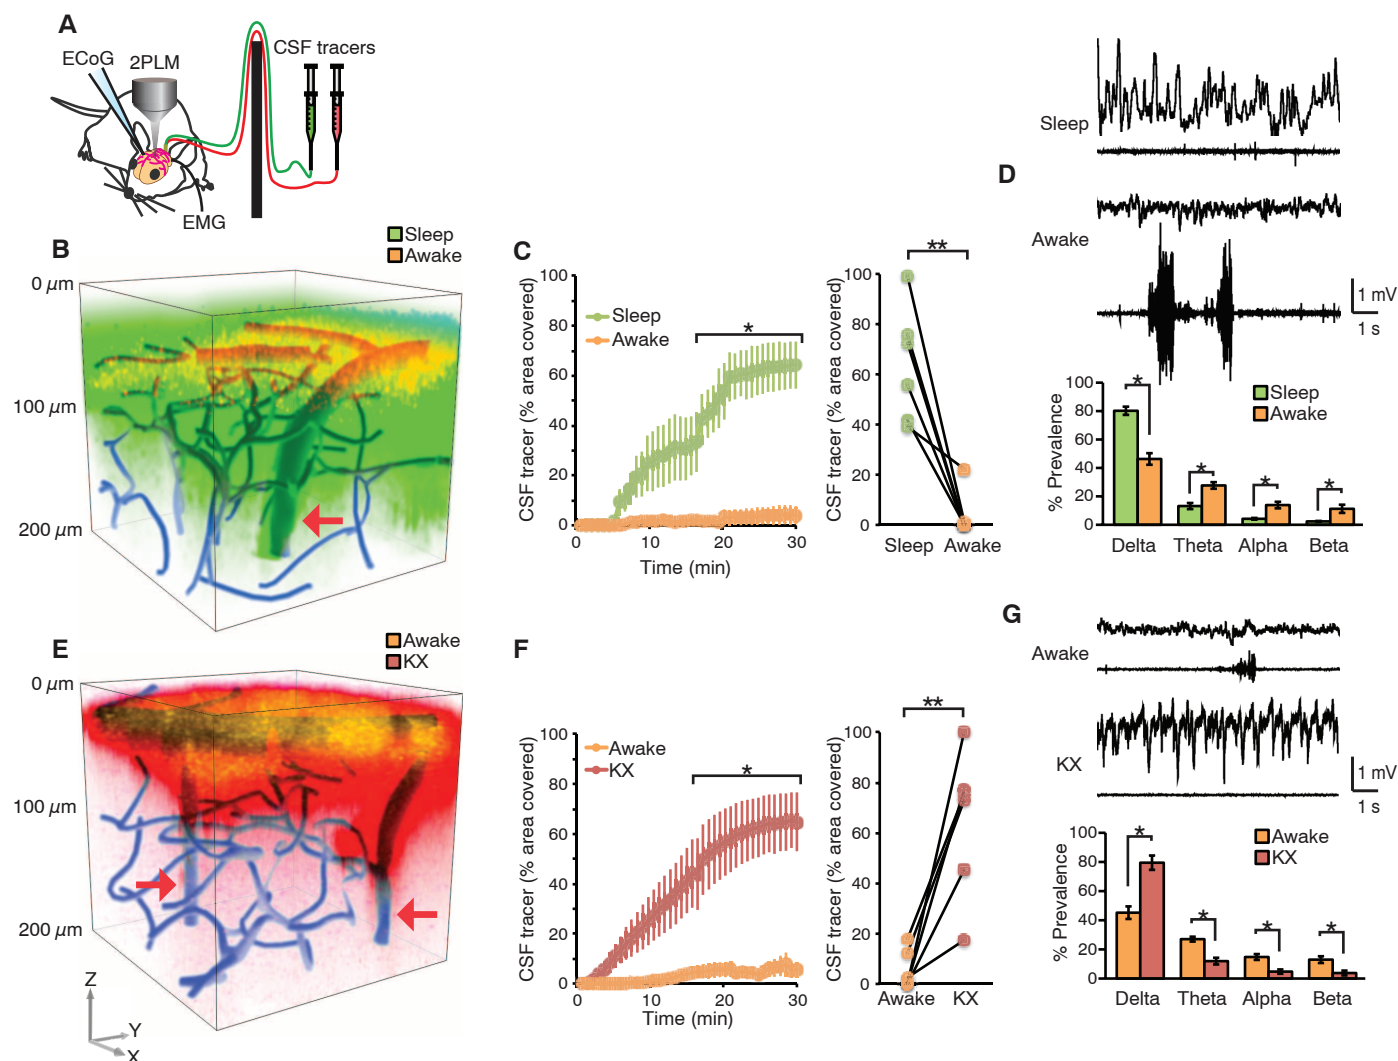 A
ECoG
2PLM
CSF tracers
EMG
B
Sleep
Awake
0 µm
100 µm
200 µm
C
CSF tracer (% area covered)
100
80
60
40
20
0
Sleep
Awake
*
0
10
20
30
Time (min)
CSF tracer (% area covered)
100
80
60
40
20
0
**
Sleep
Awake
D
Sleep
Awake
1 mV
1 s
% Prevalence
100
80
60
40
20
0
Sleep
Awake
*
*
*
*
Delta
Theta
Alpha
Beta
E
Awake
KX
0 µm
100 µm
200 µm
Z
Y
X
F
CSF tracer (% area covered)
100
80
60
40
20
0
Awake
KX
*
0
10
20
30
Time (min)
CSF tracer (% area covered)
100
80
60
40
20
0
**
Awake
KX
G
Awake
KX
1 mV
1 s
% Prevalence
100
80
60
40
20
0
Awake
KX
*
*
*
*
Delta
Theta
Alpha
Beta